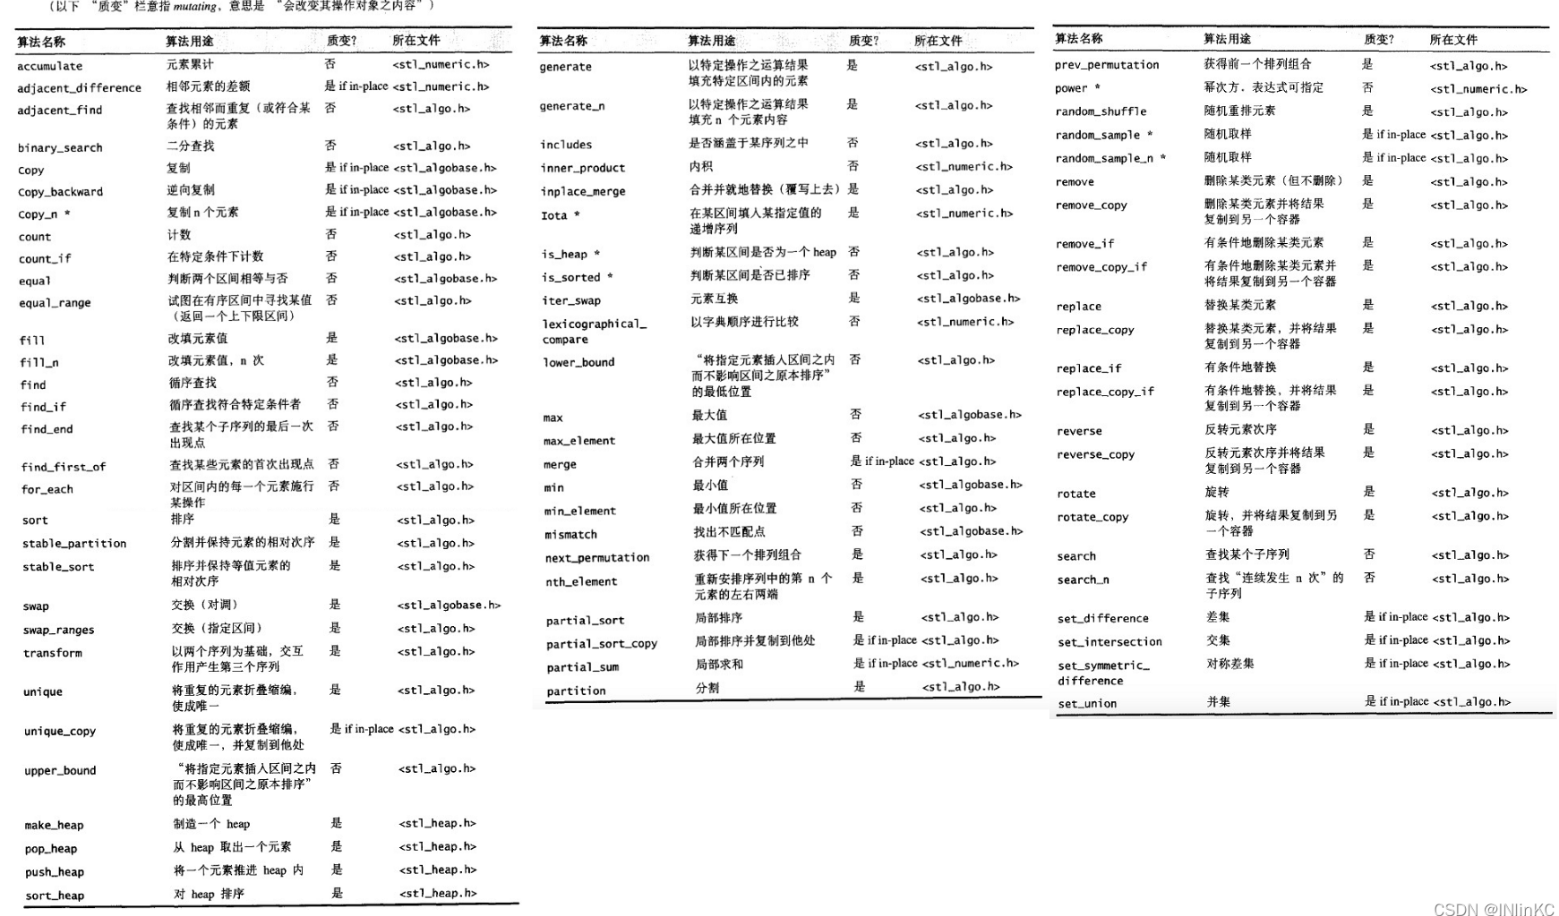 （以下 “质变”栏意指 mutating，意思是 “会改变其操作对象之内容”）
算法名称 算法用途 质变? 所在文件
accumulate 元素累计 否 <stl_numeric.h>
adjacent_difference 相邻元素的差额 是 if in-place <stl_numeric.h>
adjacent_find 查找相邻而重复（或符合某 否 <stl_algo.h>
条件）的元素
binary_search 二分查找 否 <stl_algo.h>
Copy 复制 是 if in-place <stl_algobase.h>
Copy_backward 逆向复制 是 if in-place <stl_algobase.h>
Copy_n * 复制 n 个元素 是 if in-place <stl_algobase.h>
count 计数 否 <stl_algo.h>
count_if 在特定条件下计数 否 <stl_algo.h>
equal 判断两个区间相等与否 否 <stl_algobase.h>
equal_range 试图在有序区间中寻找某值 否 <stl_algo.h>
（返回一个上下限区间）
fill 改填元素值 是 <stl_algobase.h>
fill_n 改填元素值，n 次 是 <stl_algobase.h>
find 循序查找 否 <stl_algo.h>
find_if 循序查找符合特定条件者 否 <stl_algo.h>
find_end 查找某个子序列的最后一次 否 <stl_algo.h>
出现点
find_first_of 查找某些元素的首次出现点 否 <stl_algo.h>
for_each 对区间内的每一个元素施行 否 <stl_algo.h>
某操作
sort 排序 是 <stl_algo.h>
stable_partition 分割并保持元素的相对次序 是 <stl_algo.h>
stable_sort 排序并保持等值元素的 是 <stl_algo.h>
相对次序
swap 交换（对调） 是 <stl_algobase.h>
swap_ranges 交换（指定区间） 是 <stl_algo.h>
transform 以两个序列为基础，交互 是 <stl_algo.h>
作用产生第三个序列
unique 将重复的元素折叠缩编， 是 <stl_algo.h>
使成唯一
unique_copy 将重复的元素折叠缩编， 是 if in-place <stl_algo.h>
使成唯一，并复制到他处
upper_bound “将指定元素插入区间之内 否 <stl_algo.h>
而不影响区间之原本排序”
的最高位置
make_heap 制造一个 heap 是 <stl_heap.h>
pop_heap 从 heap 取出一个元素 是 <stl_heap.h>
push_heap 将一个元素推进 heap 内 是 <stl_heap.h>
sort_heap 对 heap 排序 是 <stl_heap.h>
算法名称 算法用途 质变? 所在文件
generate 以特定操作之运算结果 是 <stl_algo.h>
填充特定区间内的元素
generate_n 以特定操作之运算结果 是 <stl_algo.h>
填充 n 个元素内容
includes 是否涵盖于某序列之中 否 <stl_algo.h>
inner_product 内积 否 <stl_numeric.h>
inplace_merge 合并并就地替换（覆写上去） 是 <stl_algo.h>
Iota * 在某区间填入某指定值的 是 <stl_numeric.h>
递增序列
is_heap * 判断某区间是否为一个 heap 否 <stl_algo.h>
is_sorted * 判断某区间是否已排序 否 <stl_algo.h>
iter_swap 元素互换 是 <stl_algobase.h>
lexicographical_ 以字典顺序进行比较 否 <stl_numeric.h>
compare
lower_bound “将指定元素插入区间之内 否 <stl_algo.h>
而不影响区间之原本排序”
的最低位置
max 最大值 否 <stl_algobase.h>
max_element 最大值所在位置 否 <stl_algo.h>
merge 合并两个序列 是 if in-place <stl_algo.h>
min 最小值 否 <stl_algobase.h>
min_element 最小值所在位置 否 <stl_algo.h>
mismatch 找出不匹配点 否 <stl_algobase.h>
next_permutation 获得下一个排列组合 是 <stl_algo.h>
nth_element 重新安排序列中的第 n 个 是 <stl_algo.h>
元素的左右两端
partial_sort 局部排序 是 <stl_algo.h>
partial_sort_copy 局部排序并复制到他处 是 if in-place <stl_algo.h>
partial_sum 局部求和 是 if in-place <stl_numeric.h>
partition 分割 是 <stl_algo.h>
算法名称 算法用途 质变? 所在文件
prev_permutation 获得前一个排列组合 是 <stl_algo.h>
power * 幂次方，表达式可指定 否 <stl_numeric.h>
random_shuffle 随机重排元素 是 <stl_algo.h>
random_sample * 随机取样 是 if in-place <stl_algo.h>
random_sample_n * 随机取样 是 if in-place <stl_algo.h>
remove 删除某类元素（但不删除） 是 <stl_algo.h>
remove_copy 删除某类元素并将结果 是 <stl_algo.h>
复制到另一个容器
remove_if 有条件地删除某类元素 是 <stl_algo.h>
remove_copy_if 有条件地删除某类元素并 是 <stl_algo.h>
将结果复制到另一个容器
replace 替换某类元素 是 <stl_algo.h>
replace_copy 替换某类元素，并将结果 是 <stl_algo.h>
复制到另一个容器
replace_if 有条件地替换 是 <stl_algo.h>
replace_copy_if 有条件地替换，并将结果 是 <stl_algo.h>
复制到另一个容器
reverse 反转元素次序 是 <stl_algo.h>
reverse_copy 反转元素次序并将结果 是 <stl_algo.h>
复制到另一个容器
rotate 旋转 是 <stl_algo.h>
rotate_copy 旋转，并将结果复制到另 是 <stl_algo.h>
一个容器
search 查找某个子序列 否 <stl_algo.h>
search_n 查找“连续发生 n 次”的 否 <stl_algo.h>
子序列
set_difference 差集 是 if in-place <stl_algo.h>
set_intersection 交集 是 if in-place <stl_algo.h>
set_symmetric_ 对称差集 是 if in-place <stl_algo.h>
difference
set_union 并集 是 if in-place <stl_algo.h>
CSDN @INlinKC